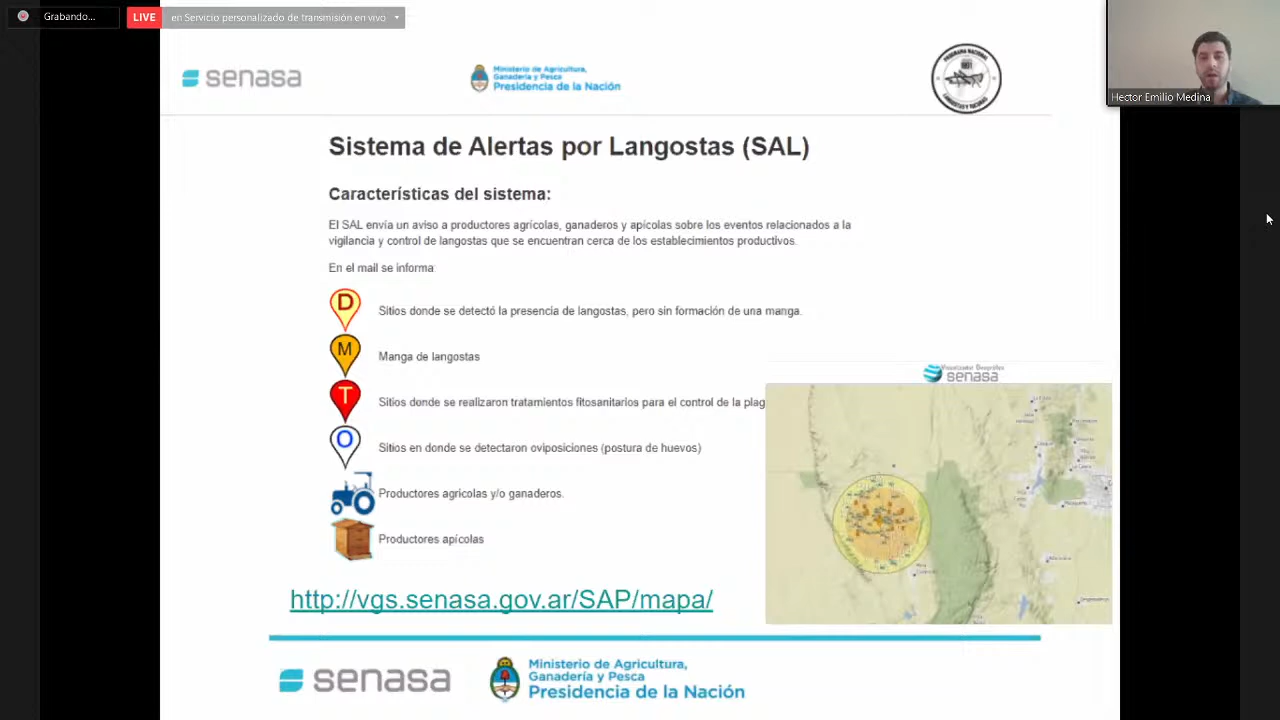 Grabando...
LIVE
en Servicio personalizado de transmisión en vivo
Hector Emilio Medina
senasa
Ministerio de Agricultura,
Ganadería y Pesca
Presidencia de la Nación
PROGRAMA NACIONAL
LANGOSTAS Y TUCURAS
Sistema de Alertas por Langostas (SAL)
Características del sistema:
El SAL envía un aviso a productores agrícolas, ganaderos y apícolas sobre los eventos relacionados a la
vigilancia y control de langostas que se encuentran cerca de los establecimientos productivos.
En el mail se informa:
D
Sitios donde se detectó la presencia de langostas, pero sin formación de una manga.
M
Manga de langostas
T
Sitios donde se realizaron tratamientos fitosanitarios para el control de la plag
O
Sitios en donde se detectaron oviposiciones (postura de huevos)
Productores agrícolas y/o ganaderos.
Productores apícolas
Visualizador Geográfico
senasa
http://vgs.senasa.gov.ar/SAP/mapa/
senasa
Ministerio de Agricultura,
Ganadería y Pesca
Presidencia de la Nación